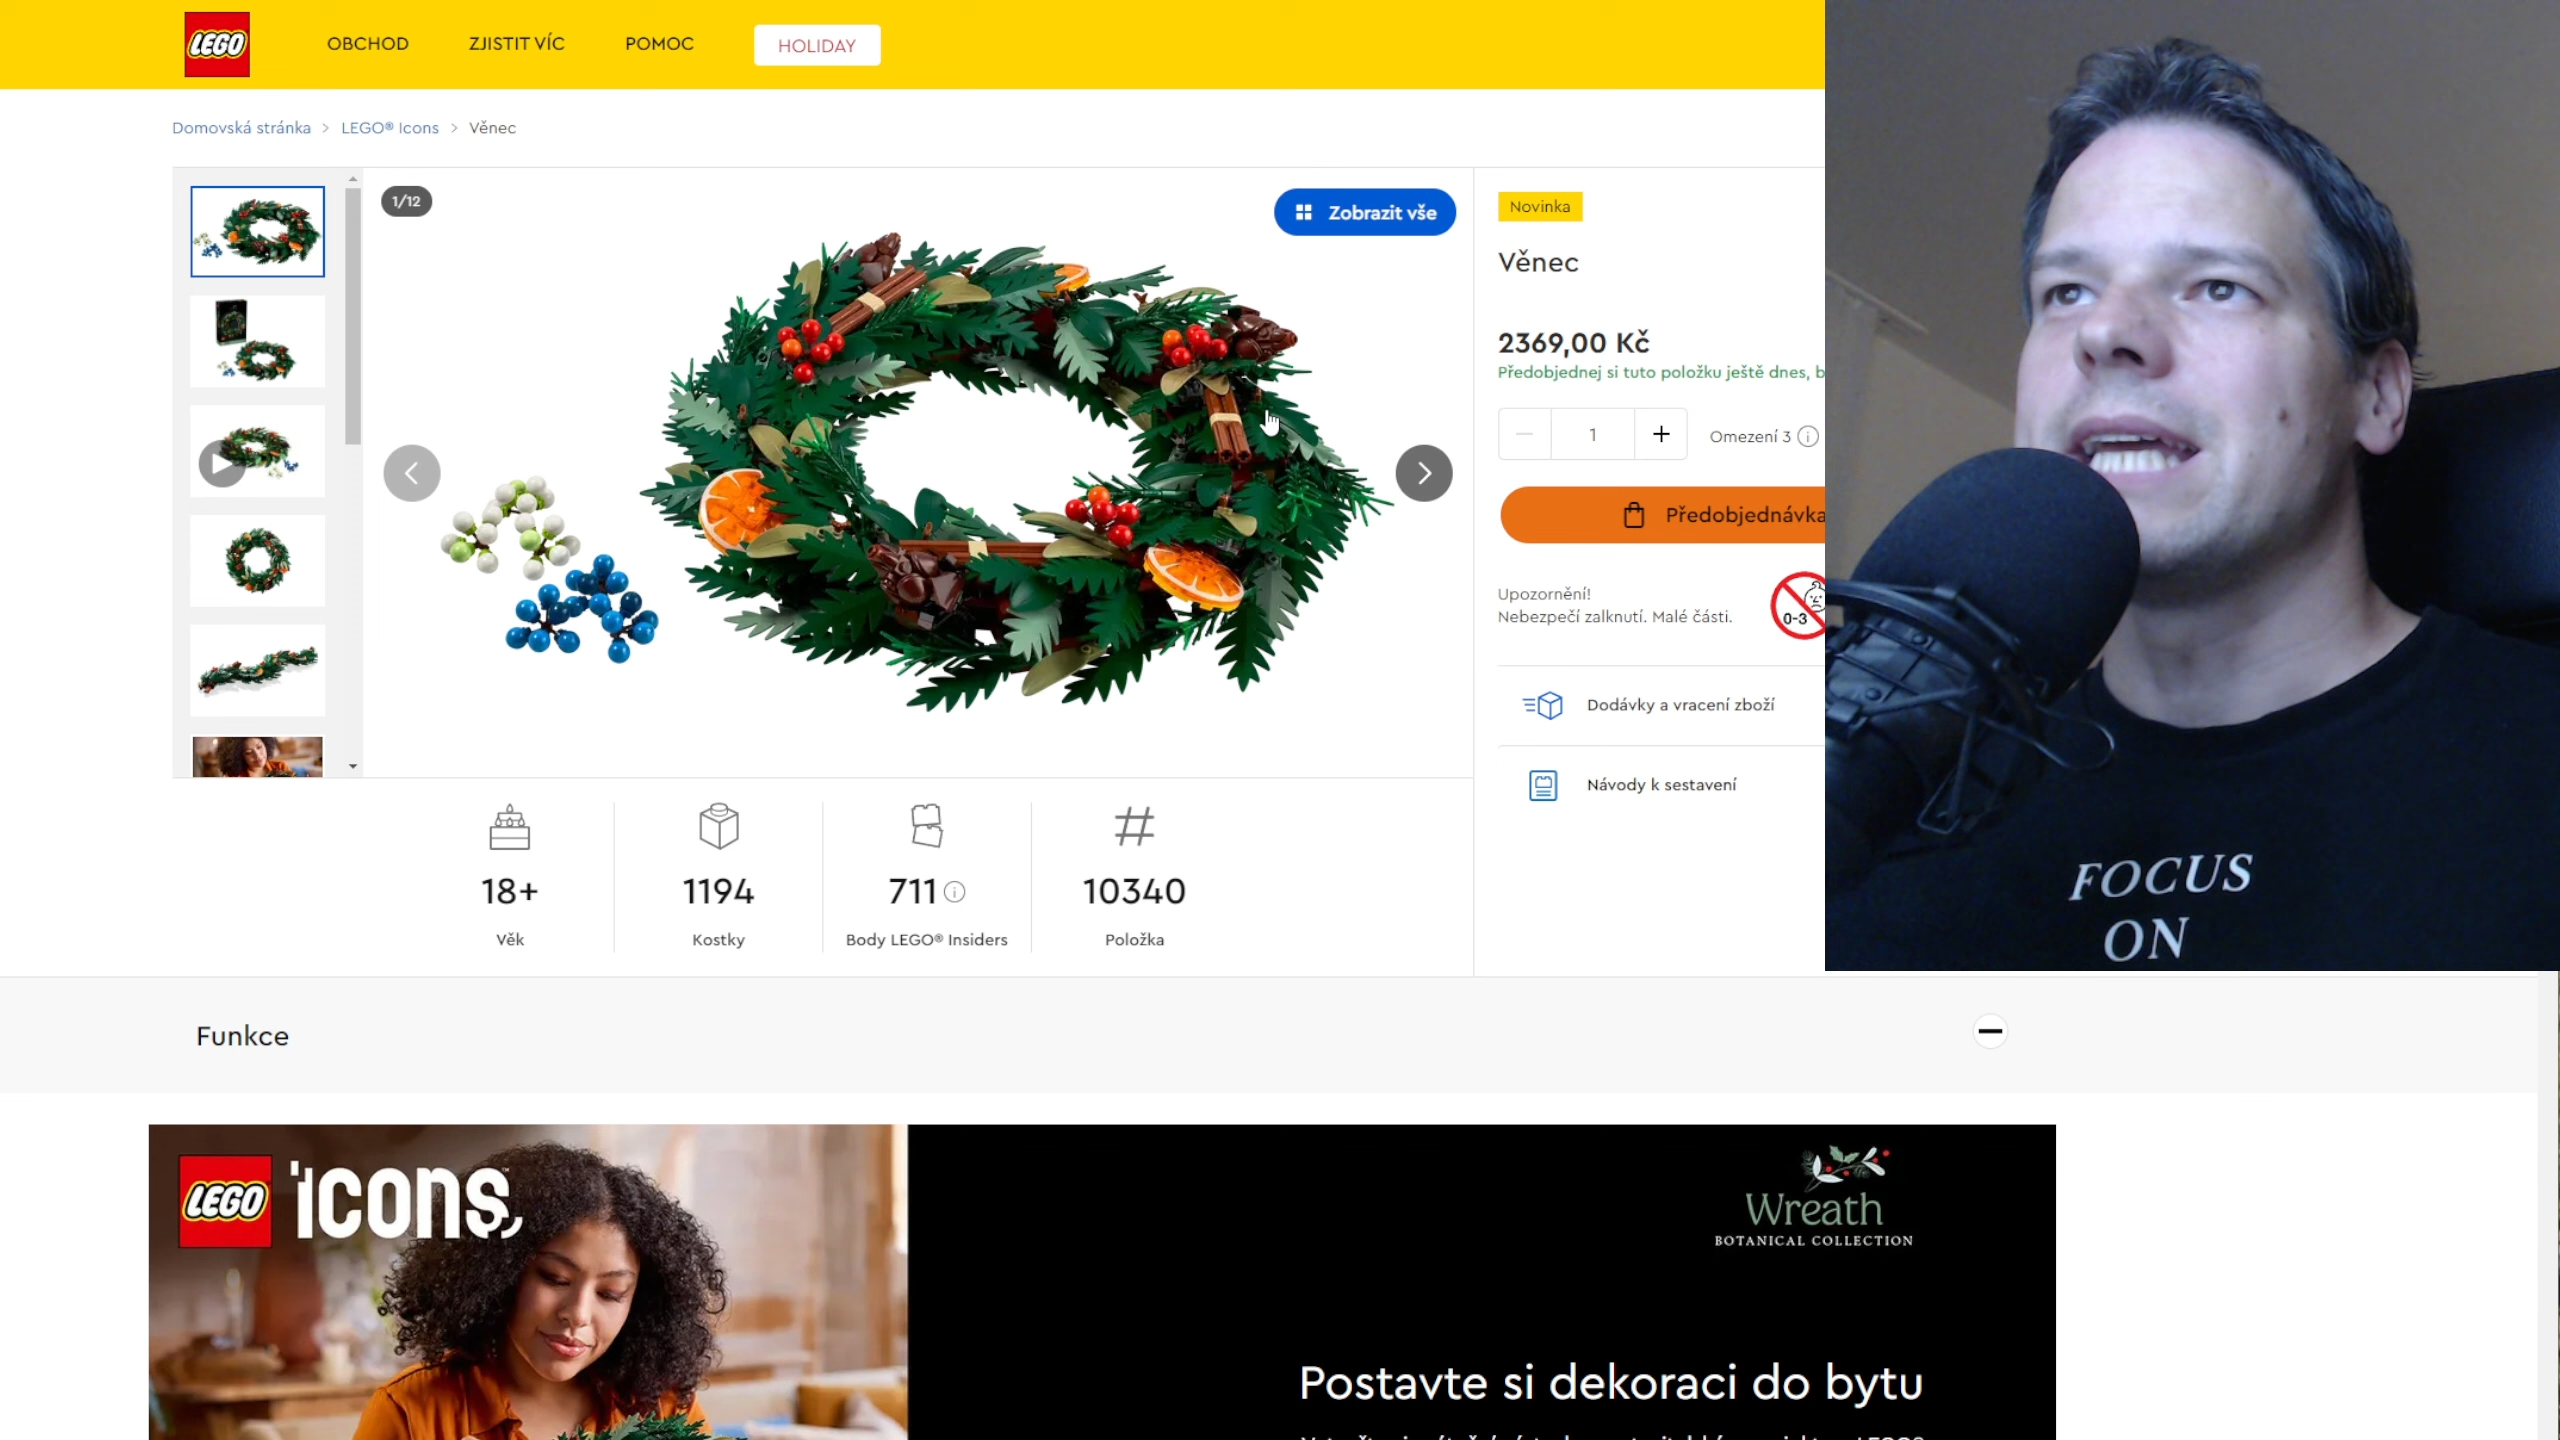 LEGO
OBCHOD
ZJISTIT VÍC
POMOC
HOLIDAY
Domovská stránka > LEGO® Icons > Věnec
1/12
Zobrazit vše
Novinka
Věnec
2369,00 Kč
Předobjednej si tuto položku ještě dnes, b
1
Omezení 3
Předobjednávka
Upozornění!
Nebezpečí zalknutí. Malé části.
0-3
Dodávky a vracení zboží
Návody k sestavení
18+
Věk
1194
Kostky
711
Body LEGO® Insiders
10340
Položka
FOCUS
ON
Funkce
LEGO icons
Wreath
BOTANICAL COLLECTION
Postavte si dekoraci do bytu